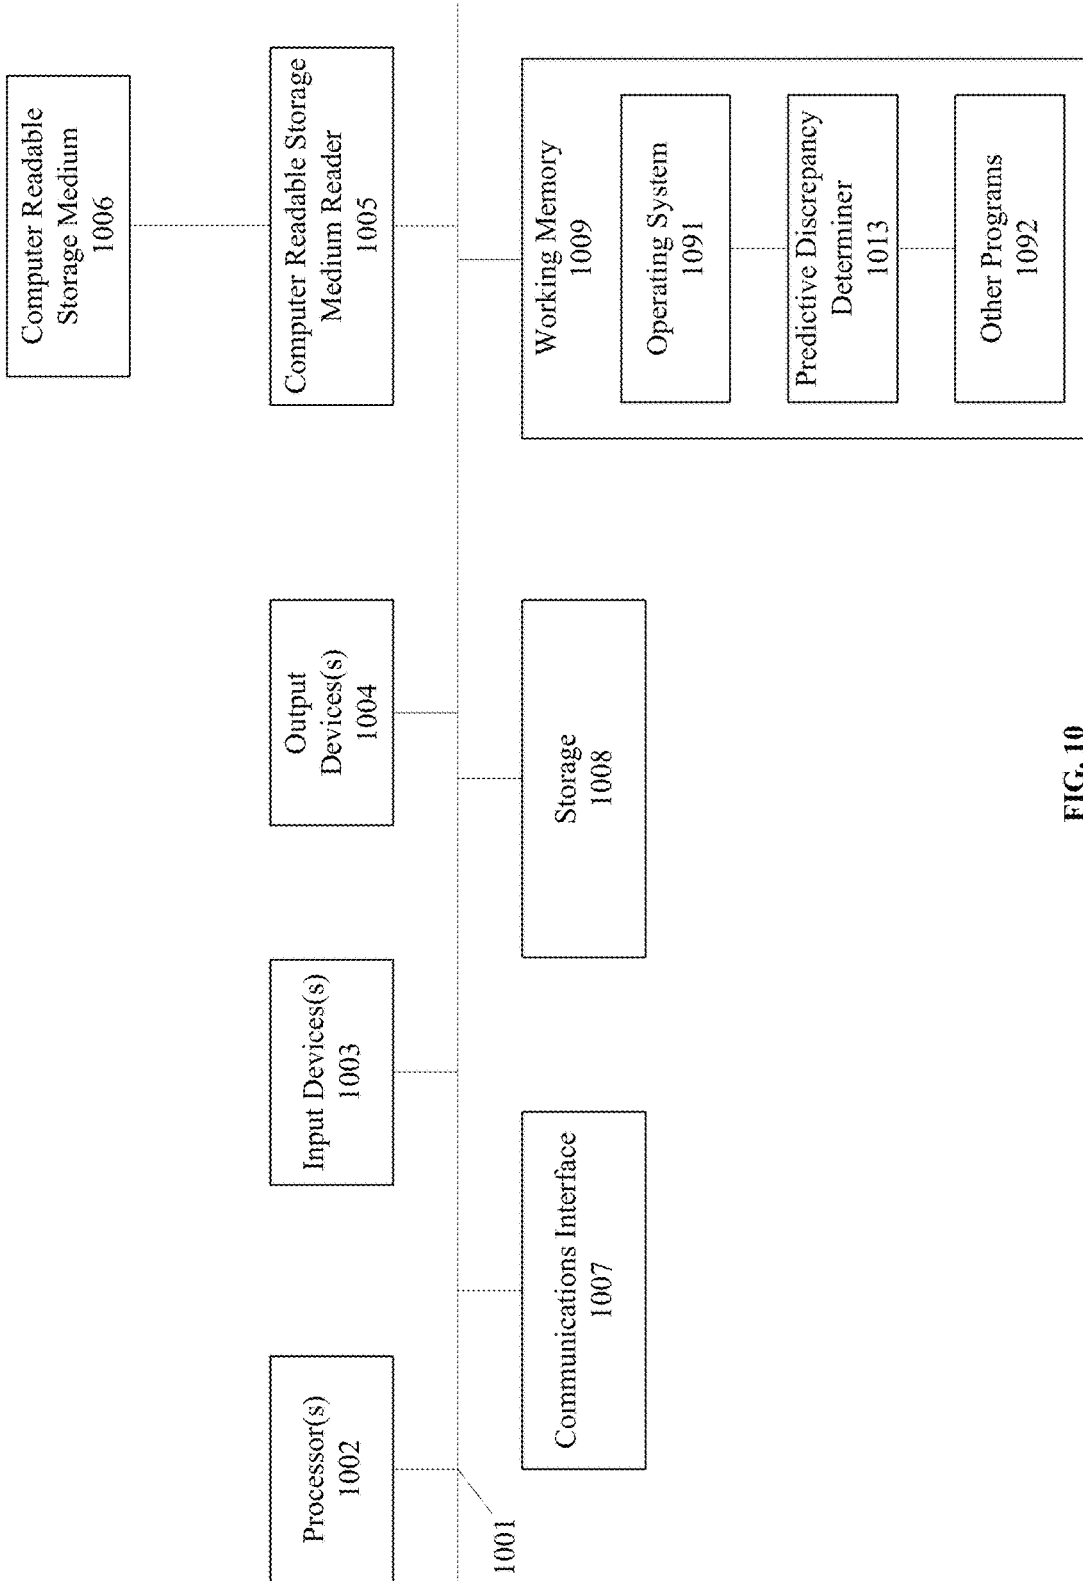 Computer Readable
Storage Medium
1006
Processor(s)
1002
Input Devices(s)
1003
Output
Devices(s)
1004
Computer Readable Storage
Medium Reader
1005
1001
Communications Interface
1007
Storage
1008
Working Memory
1009
Operating System
1091
Predictive Discrepancy
Determiner
1013
Other Programs
1092
FIG. 10